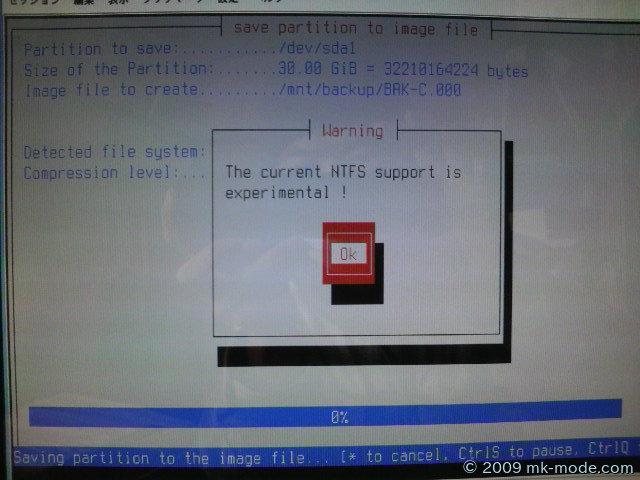 save partition to image file
Partition to save:............/dev/sda1
Size of the Partition:.......30.00 GiB = 32210164224 bytes
Image file to create........./mnt/backup/BAK-C.000
Warning
Detected file system:
Compression level:...
The current NTFS support is
experimental !
Ok
0%
Saving partition to the image file... [* to cancel, CtrlS to pause, CtrlQ
© 2009 mk-mode.com